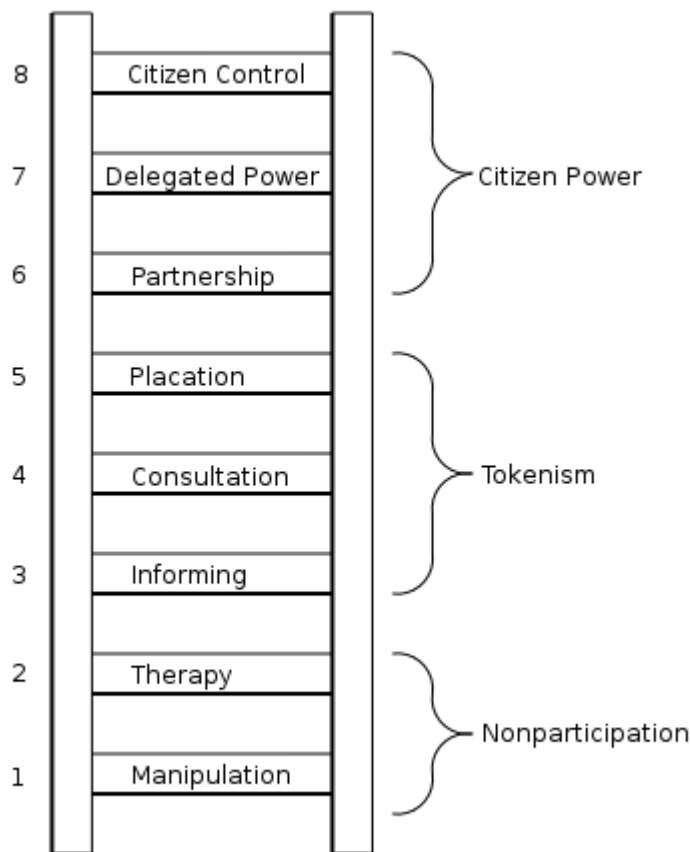 8 Citizen Control
7 Delegated Power Citizen Power
6 Partnership
5 Placation
4 Consultation Tokenism
3 Informing
2 Therapy
Nonparticipation
1 Manipulation